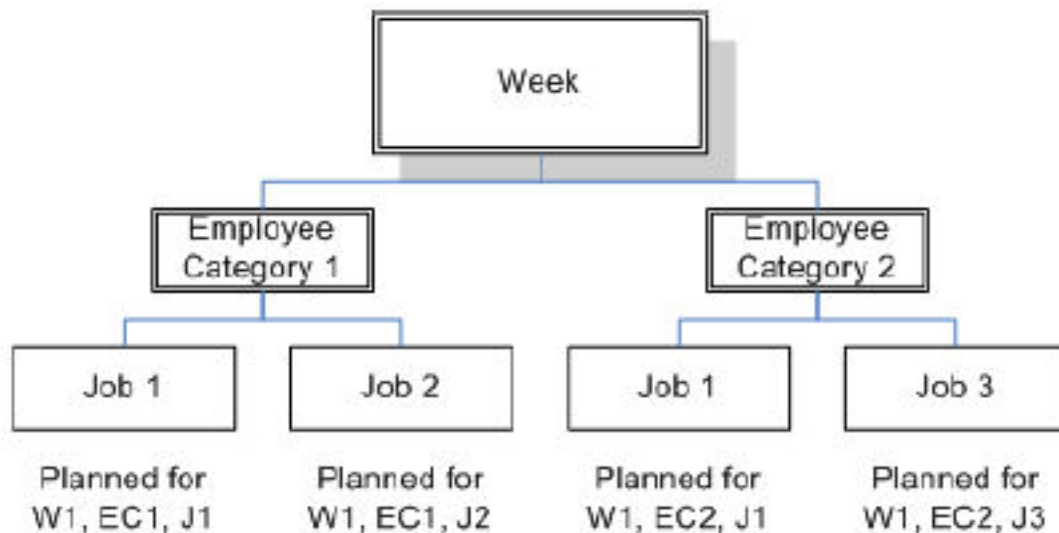 Week
Employee
Category 1
Employee
Category 2
Job 1
Job 2
Job 1
Job 3
Planned for
W1, EC1, J1
Planned for
W1, EC1, J2
Planned for
W1, EC2, J1
Planned for
W1, EC2, J3